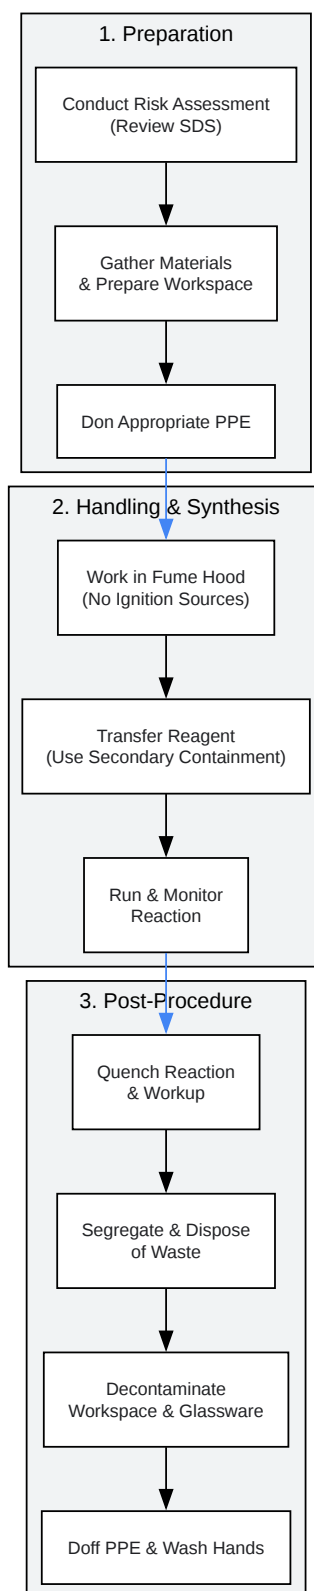 1. Preparation
Conduct Risk Assessment
(Review SDS)
Gather Materials
& Prepare Workspace
Don Appropriate PPE
2. Handling & Synthesis
Work in Fume Hood
(No Ignition Sources)
Transfer Reagent
(Use Secondary Containment)
Run & Monitor
Reaction
3. Post-Procedure
Quench Reaction
& Workup
Segregate & Dispose
of Waste
Decontaminate
Workspace & Glassware
Doff PPE & Wash Hands